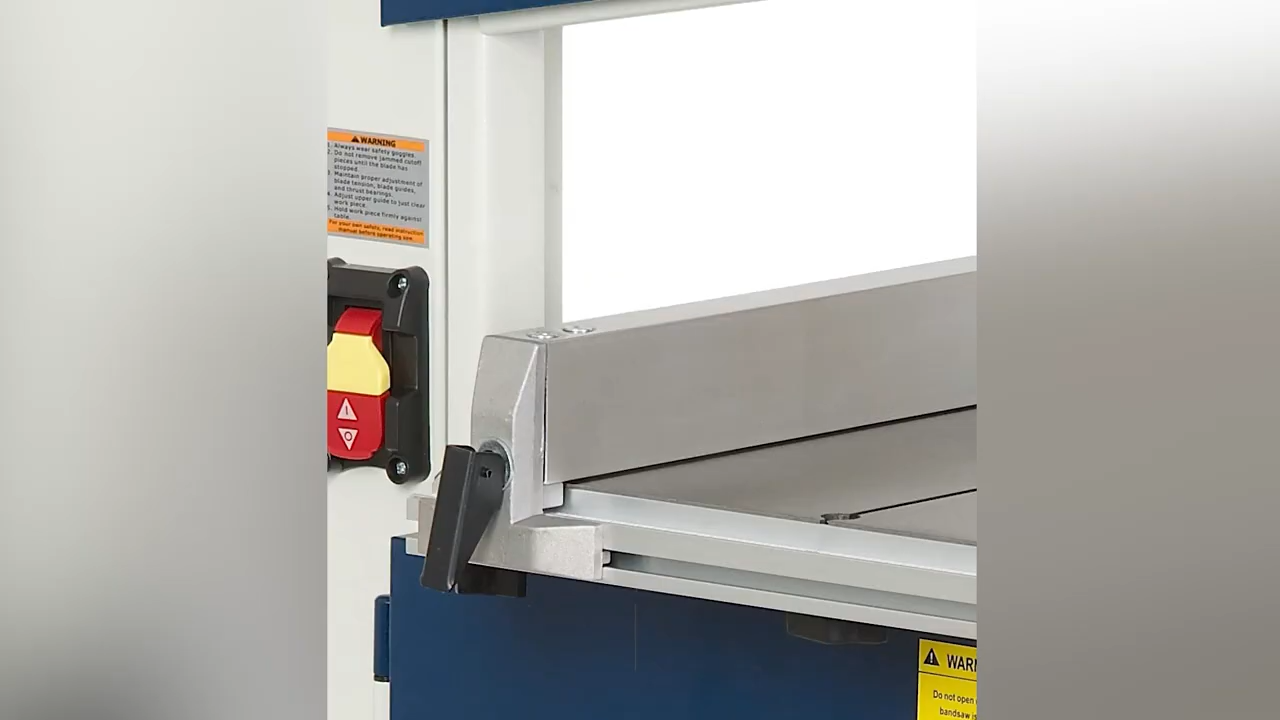 WARNING
1. Always wear safety goggles.
2. Do not remove jammed cutoff
pieces until the blade has
stopped.
3. Maintain proper adjustment of
blade tension, blade guides,
and thrust bearings.
4. Adjust upper guide to just clear
work piece.
5. Hold work piece firmly against
table.
For your own safety, read instruction
manual before operating saw.
I
O
WARN
Do not open
bandsaw is